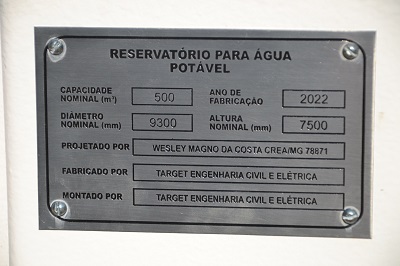 RESERVATÓRIO PARA ÁGUA
POTÁVEL
CAPACIDADE NOMINAL (m³) 500 ANO DE FABRICAÇÃO 2022
DIÂMETRO NOMINAL (mm) 9300 ALTURA NOMINAL (mm) 7500
PROJETADO POR WESLEY MAGNO DA COSTA CREA/MG 78871
FABRICADO POR TARGET ENGENHARIA CIVIL E ELÉTRICA
MONTADO POR TARGET ENGENHARIA CIVIL E ELÉTRICA